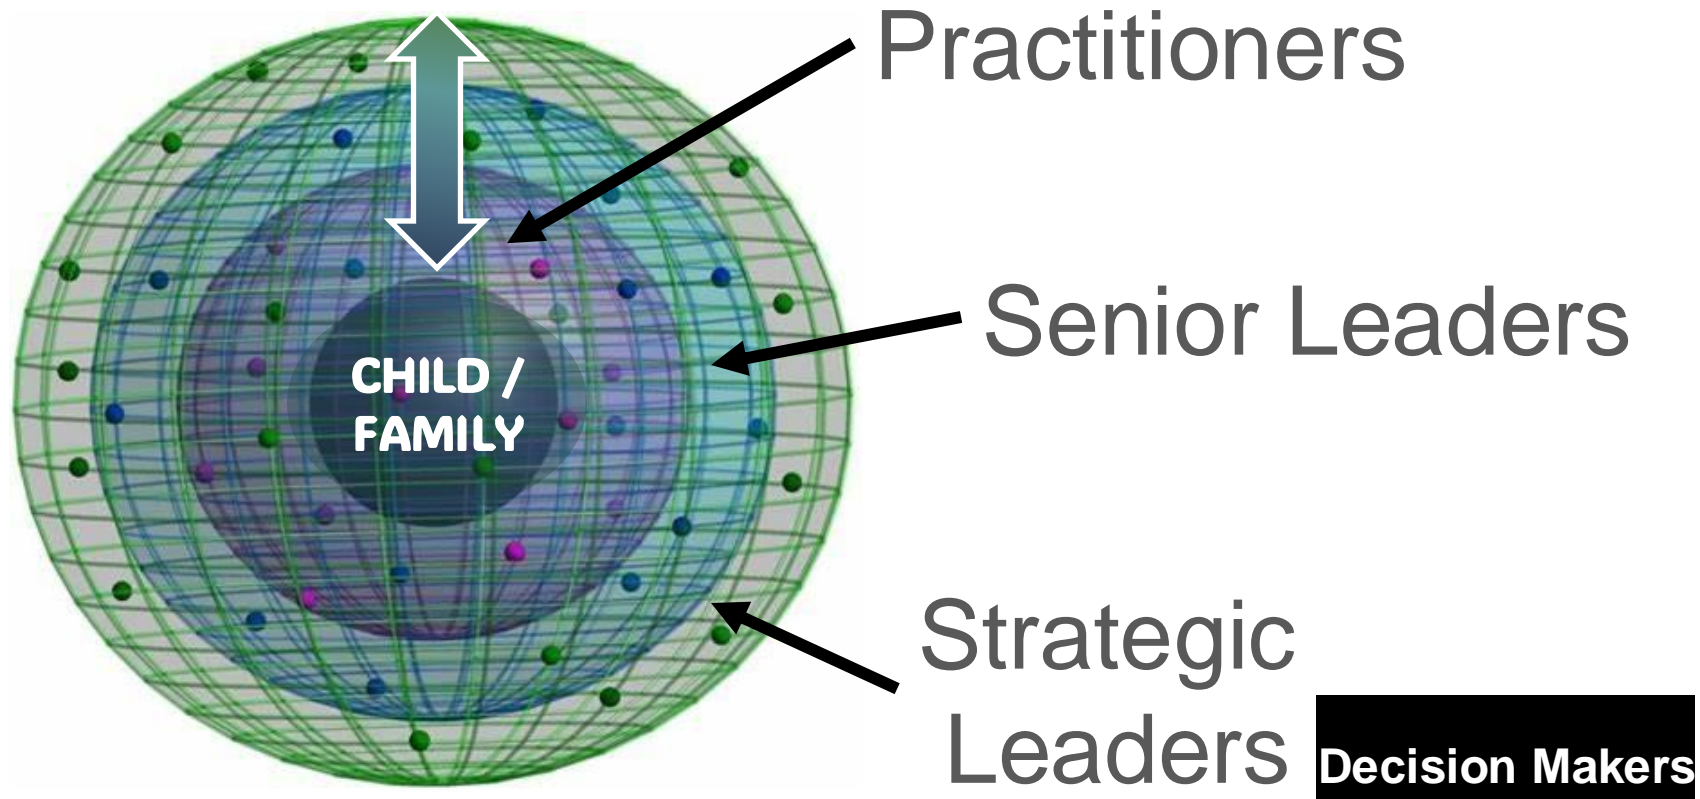 Practitioners
CHILD /
FAMILY
Senior Leaders
Strategic
Leaders
Decision Makers